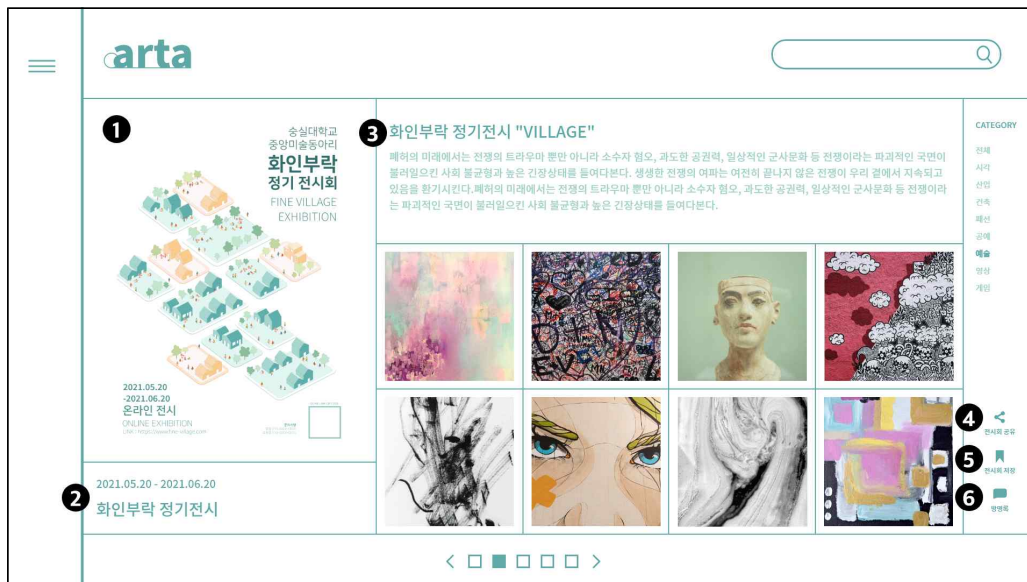 arta
1
숭실대학교
중앙미술동아리
화인부락
정기 전시회
FINE VILLAGE
EXHIBITION
2021.05.20
-2021.06.20
온라인 전시
ONLINE EXHIBITION
2
2021.05.20 - 2021.06.20
화인부락 정기전시
3
화인부락 정기전시 "VILLAGE"
폐허의 미래에서는 전쟁의 트라우마 뿐만 아니라 소수자 혐오, 과도한 공권력, 일상적인 군사문화 등 전쟁이라는 파괴적인 국면이
불러일으킨 사회 불균형과 높은 긴장상태를 들여다본다. 생생한 전쟁의 여파는 여전히 끝나지 않은 전쟁이 우리 곁에서 지속되고
있음을 환기시킨다.폐허의 미래에서는 전쟁의 트라우마 뿐만 아니라 소수자 혐오, 과도한 공권력, 일상적인 군사문화 등 전쟁이라
는 파괴적인 국면이 불러일으킨 사회 불균형과 높은 긴장상태를 들여다본다.
CATEGORY
전체
시각
산업
건축
패션
공예
예술
영상
게임
4
전시회 공유
5
전시회 저장
6
방명록